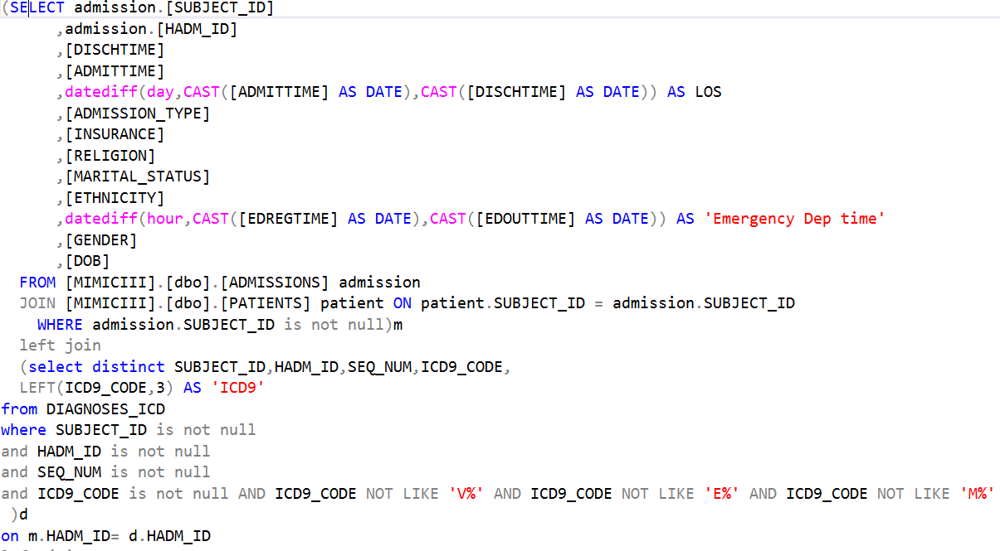 (SELECT admission.[SUBJECT_ID]
,admission.[HADM_ID]
,[DISCHTIME]
,[ADMITTIME]
,datediff(day,CAST([ADMITTIME] AS DATE),CAST([DISCHTIME] AS DATE)) AS LOS
,[ADMISSION_TYPE]
,[INSURANCE]
,[RELIGION]
,[MARITAL_STATUS]
,[ETHNICITY]
,datediff(hour,CAST([EDREGTIME] AS DATE),CAST([EDOUTTIME] AS DATE)) AS 'Emergency Dep time'
,[GENDER]
,[DOB]
FROM [MIMICIII].[dbo].[ADMISSIONS] admission
JOIN [MIMICIII].[dbo].[PATIENTS] patient ON patient.SUBJECT_ID = admission.SUBJECT_ID
WHERE admission.SUBJECT_ID is not null)m
left join
(select distinct SUBJECT_ID,HADM_ID,SEQ_NUM,ICD9_CODE,
LEFT(ICD9_CODE,3) AS 'ICD9'
from DIAGNOSES_ICD
where SUBJECT_ID is not null
and HADM_ID is not null
and SEQ_NUM is not null
and ICD9_CODE is not null AND ICD9_CODE NOT LIKE 'V%' AND ICD9_CODE NOT LIKE 'E%' AND ICD9_CODE NOT LIKE 'M%'
)d
on m.HADM_ID= d.HADM_ID